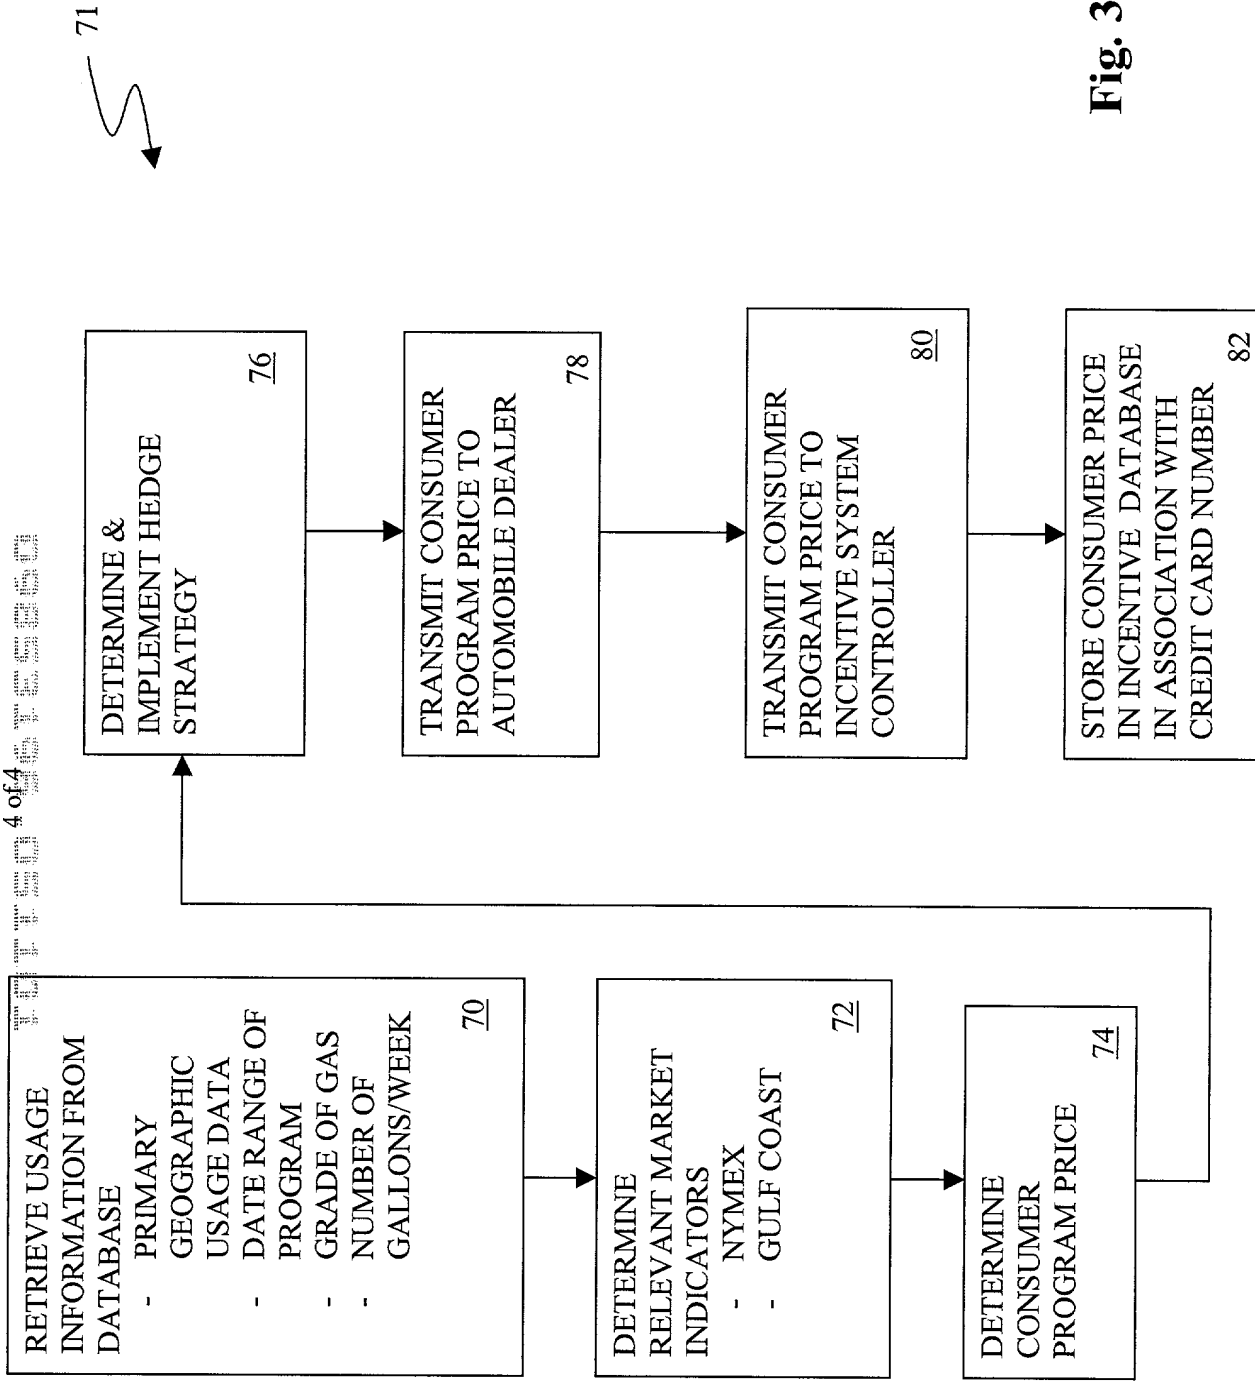 4 of 4
71
RETRIEVE USAGE
INFORMATION FROM
DATABASE
- PRIMARY
GEOGRAPHIC
USAGE DATA
- DATE RANGE OF
PROGRAM
- GRADE OF GAS
- NUMBER OF
GALLONS/WEEK
70
DETERMINE
RELEVANT MARKET
INDICATORS
- NYMEX
- GULF COAST
72
DETERMINE
CONSUMER
PROGRAM PRICE
74
DETERMINE &
IMPLEMENT HEDGE
STRATEGY
76
TRANSMIT CONSUMER
PROGRAM PRICE TO
AUTOMOBILE DEALER
78
TRANSMIT CONSUMER
PROGRAM PRICE TO
INCENTIVE SYSTEM
CONTROLLER
80
STORE CONSUMER PRICE
IN INCENTIVE DATABASE
IN ASSOCIATION WITH
CREDIT CARD NUMBER
82
Fig. 3